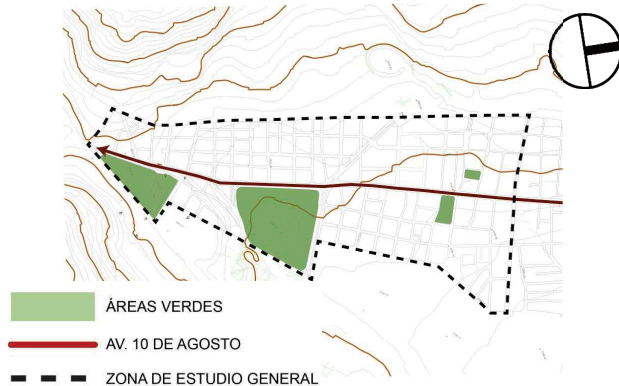 ÁREAS VERDES
AV. 10 DE AGOSTO
ZONA DE ESTUDIO GENERAL